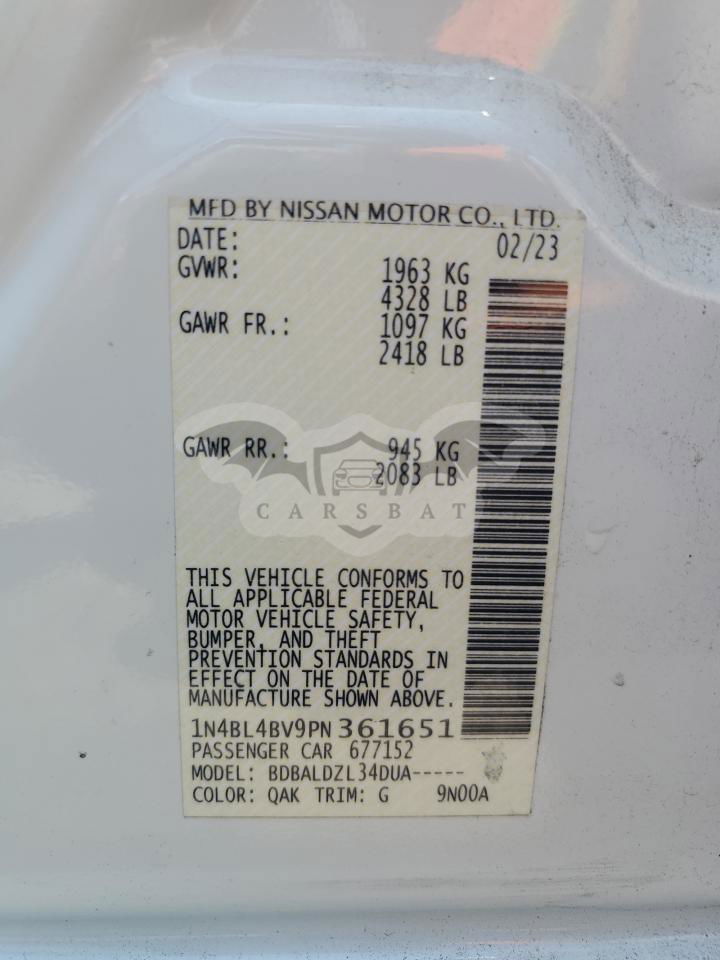 MFD BY NISSAN MOTOR CO., LTD.
DATE: 02/23
GVWR: 1963 KG
4328 LB
GAWR FR.: 1097 KG
2418 LB
GAWR RR.: 945 KG
2083 LB
CARSBAT
THIS VEHICLE CONFORMS TO
ALL APPLICABLE FEDERAL
MOTOR VEHICLE SAFETY,
BUMPER, AND THEFT
PREVENTION STANDARDS IN
EFFECT ON THE DATE OF
MANUFACTURE SHOWN ABOVE.
1N4BL4BV9PN361651
PASSENGER CAR 677152
MODEL: BDBALDZL34DUA-----
COLOR: QAK TRIM: G 9N00A